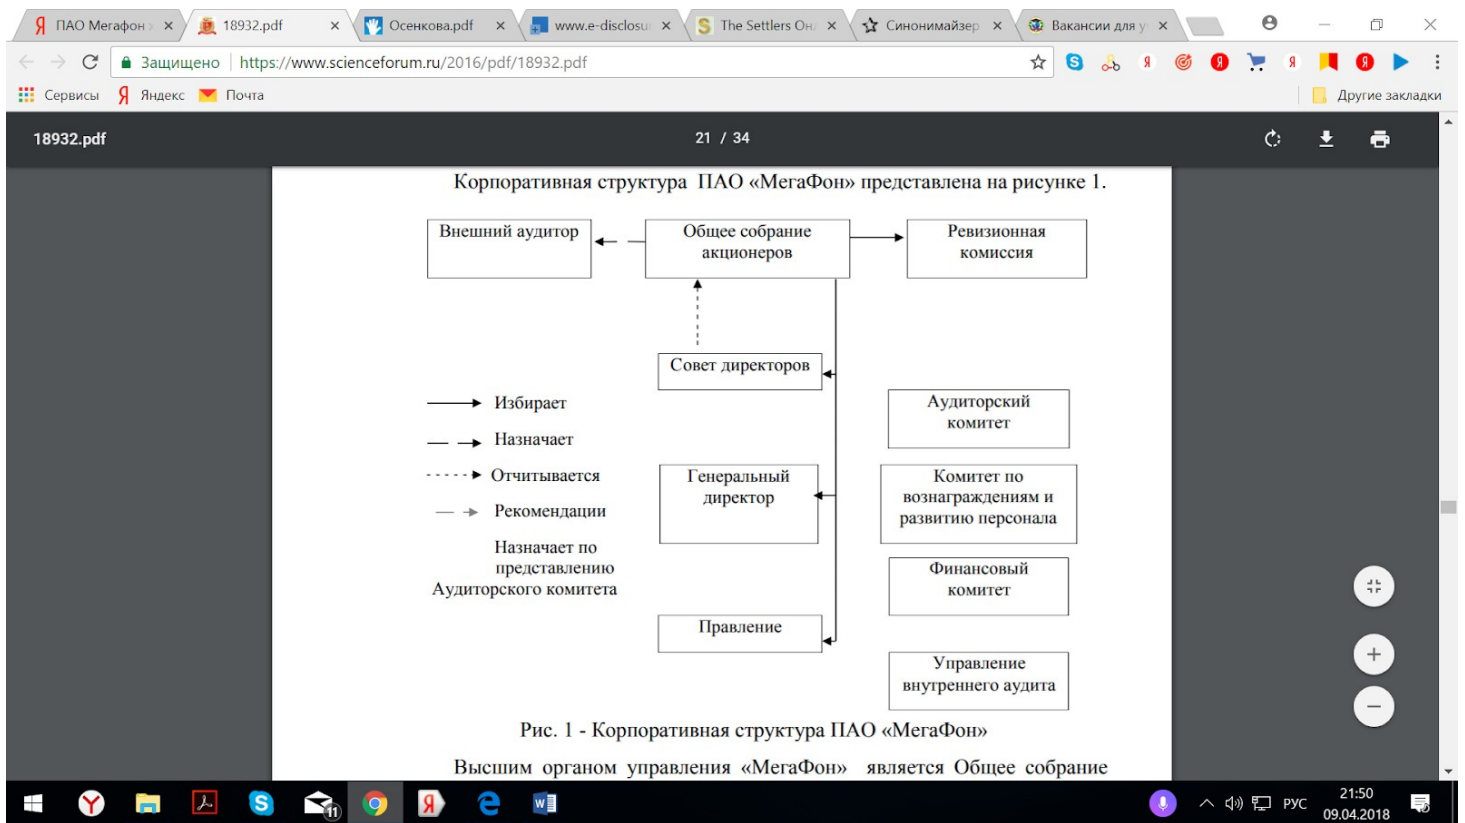 ПАО Мегафон
18932.pdf
Осенкова.pdf
www.e-disclosu
The Settlers Онл
Синонимайзер
Вакансии для у
Защищено
https://www.scienceforum.ru/2016/pdf/18932.pdf
Сервисы
Яндекс
Почта
Другие закладки
18932.pdf
21 / 34
Корпоративная структура ПАО «МегаФон» представлена на рисунке 1.
Внешний аудитор
Общее собрание
акционеров
Ревизионная
комиссия
Совет директоров
Избирает
Назначает
Отчитывается
Рекомендации
Назначает по
представлению
Аудиторского комитета
Аудиторский
комитет
Генеральный
директор
Комитет по
вознаграждениям и
развитию персонала
Финансовый
комитет
Правление
Управление
внутреннего аудита
Рис. 1 - Корпоративная структура ПАО «МегаФон»
Высшим органом управления «МегаФон» является Общее собрание
11
РУС
21:50
09.04.2018